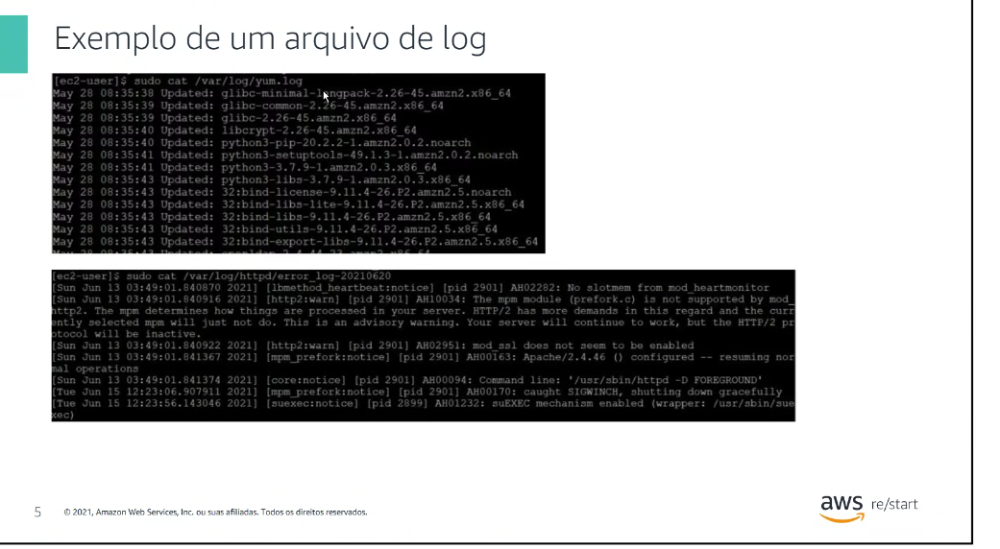 Exemplo de um arquivo de log
[ec2-user]$ sudo cat /var/log/yum.log
May 28 08:35:38 Updated: glibc-minimal-langpack-2.26-45.amzn2.x86_64
May 28 08:35:39 Updated: glibc-common-2.26-45.amzn2.x86_64
May 28 08:35:39 Updated: glibc-2.26-45.amzn2.x86_64
May 28 08:35:40 Updated: libcrypt-2.26-45.amzn2.x86_64
May 28 08:35:40 Updated: python3-pip-20.2.2-1.amzn2.0.2.noarch
May 28 08:35:41 Updated: python3-setuptools-49.1.3-1.amzn2.0.2.noarch
May 28 08:35:41 Updated: python3-3.7.9-1.amzn2.0.3.x86_64
May 28 08:35:43 Updated: python3-libs-3.7.9-1.amzn2.0.3.x86_64
May 28 08:35:43 Updated: 32:bind-license-9.11.4-26.P2.amzn2.5.noarch
May 28 08:35:43 Updated: 32:bind-libs-lite-9.11.4-26.P2.amzn2.5.x86_64
May 28 08:35:43 Updated: 32:bind-libs-9.11.4-26.P2.amzn2.5.x86_64
May 28 08:35:43 Updated: 32:bind-utils-9.11.4-26.P2.amzn2.5.x86_64
May 28 08:35:43 Updated: 32:bind-export-libs-9.11.4-26.P2.amzn2.5.x86_64
[ec2-user]$ sudo cat /var/log/httpd/error_log-20210620
[Sun Jun 13 03:49:01.840870 2021] [lbmethod_heartbeat:notice] [pid 2901] AH02282: No slotmem from mod_heartmonitor
[Sun Jun 13 03:49:01.840916 2021] [http2:warn] [pid 2901] AH10034: The mpm module (prefork.c) is not supported by mod_
http2. The mpm determines how things are processed in your server. HTTP/2 has more demands in this regard and the curr
ently selected mpm will just not do. This is an advisory warning. Your server will continue to work, but the HTTP/2 pr
otocol will be inactive.
[Sun Jun 13 03:49:01.840922 2021] [http2:warn] [pid 2901] AH02951: mod_ssl does not seem to be enabled
[Sun Jun 13 03:49:01.841367 2021] [mpm_prefork:notice] [pid 2901] AH00163: Apache/2.4.46 () configured -- resuming nor
mal operations
[Sun Jun 13 03:49:01.841374 2021] [core:notice] [pid 2901] AH00094: Command line: '/usr/sbin/httpd -D FOREGROUND'
[Tue Jun 15 12:23:06.907911 2021] [mpm_prefork:notice] [pid 2901] AH00170: caught SIGWINCH, shutting down gracefully
[Tue Jun 15 12:23:56.143046 2021] [suexec:notice] [pid 2899] AH01232: suEXEC mechanism enabled (wrapper: /usr/sbin/sue
xec)
5 © 2021, Amazon Web Services, Inc. ou suas afiliadas. Todos os direitos reservados.
aws re/start